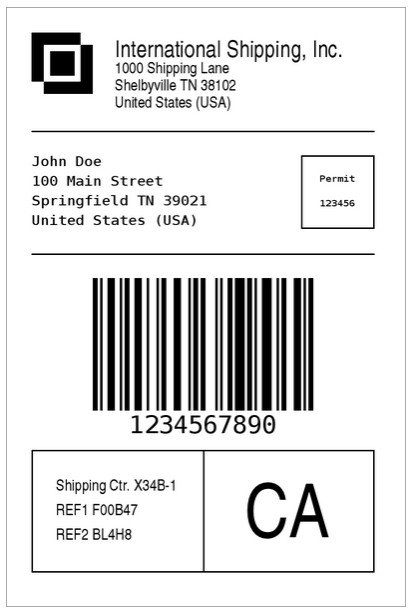 International Shipping, Inc.
1000 Shipping Lane
Shelbyville TN 38102
United States (USA)
John Doe
100 Main Street
Springfield TN 39021
United States (USA)
Permit
123456
1234567890
Shipping Ctr. X34B-1
REF1 F00B47
REF2 BL4H8
CA